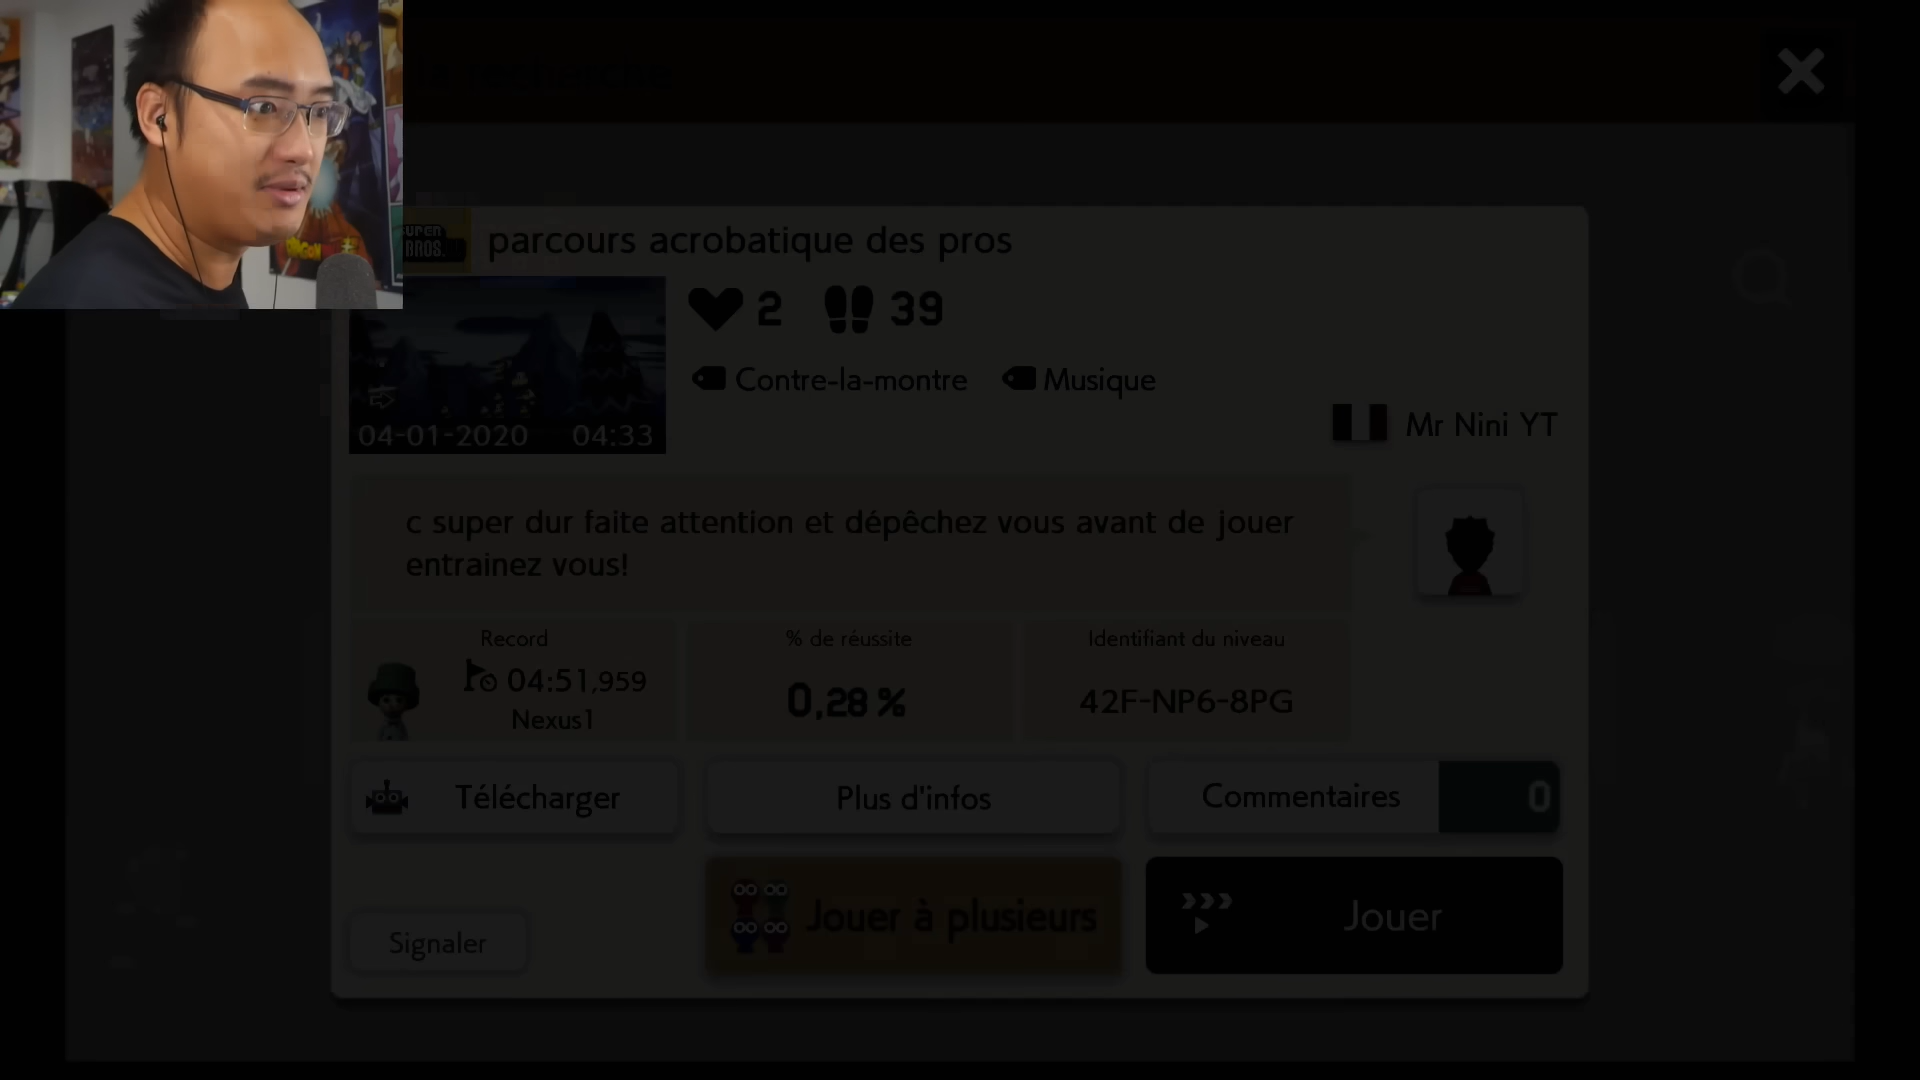 parcours acrobatique des pros
2 39
Contre-la-montre Musique
04-01-2020 04:33
Mr Nini YT
c super dur faite attention et dépêchez vous avant de jouer
entrainez vous!
Record % de réussite Identifiant du niveau
04:51,959 0,28 % 42F-NP6-8PG
Nexus1
Télécharger Plus d'infos Commentaires 0
Jouer à plusieurs Jouer
Signaler